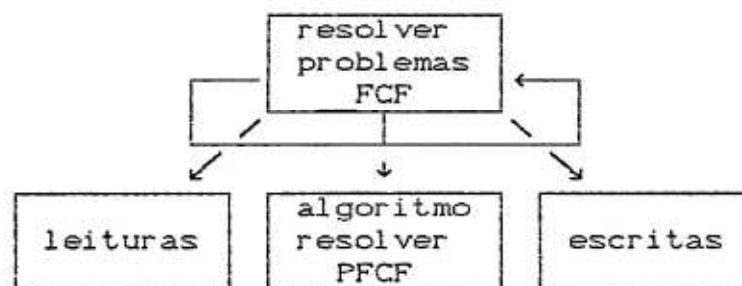 resolver
problemas
FCF
leituras
algoritmo
resolver
PFCF
escritas